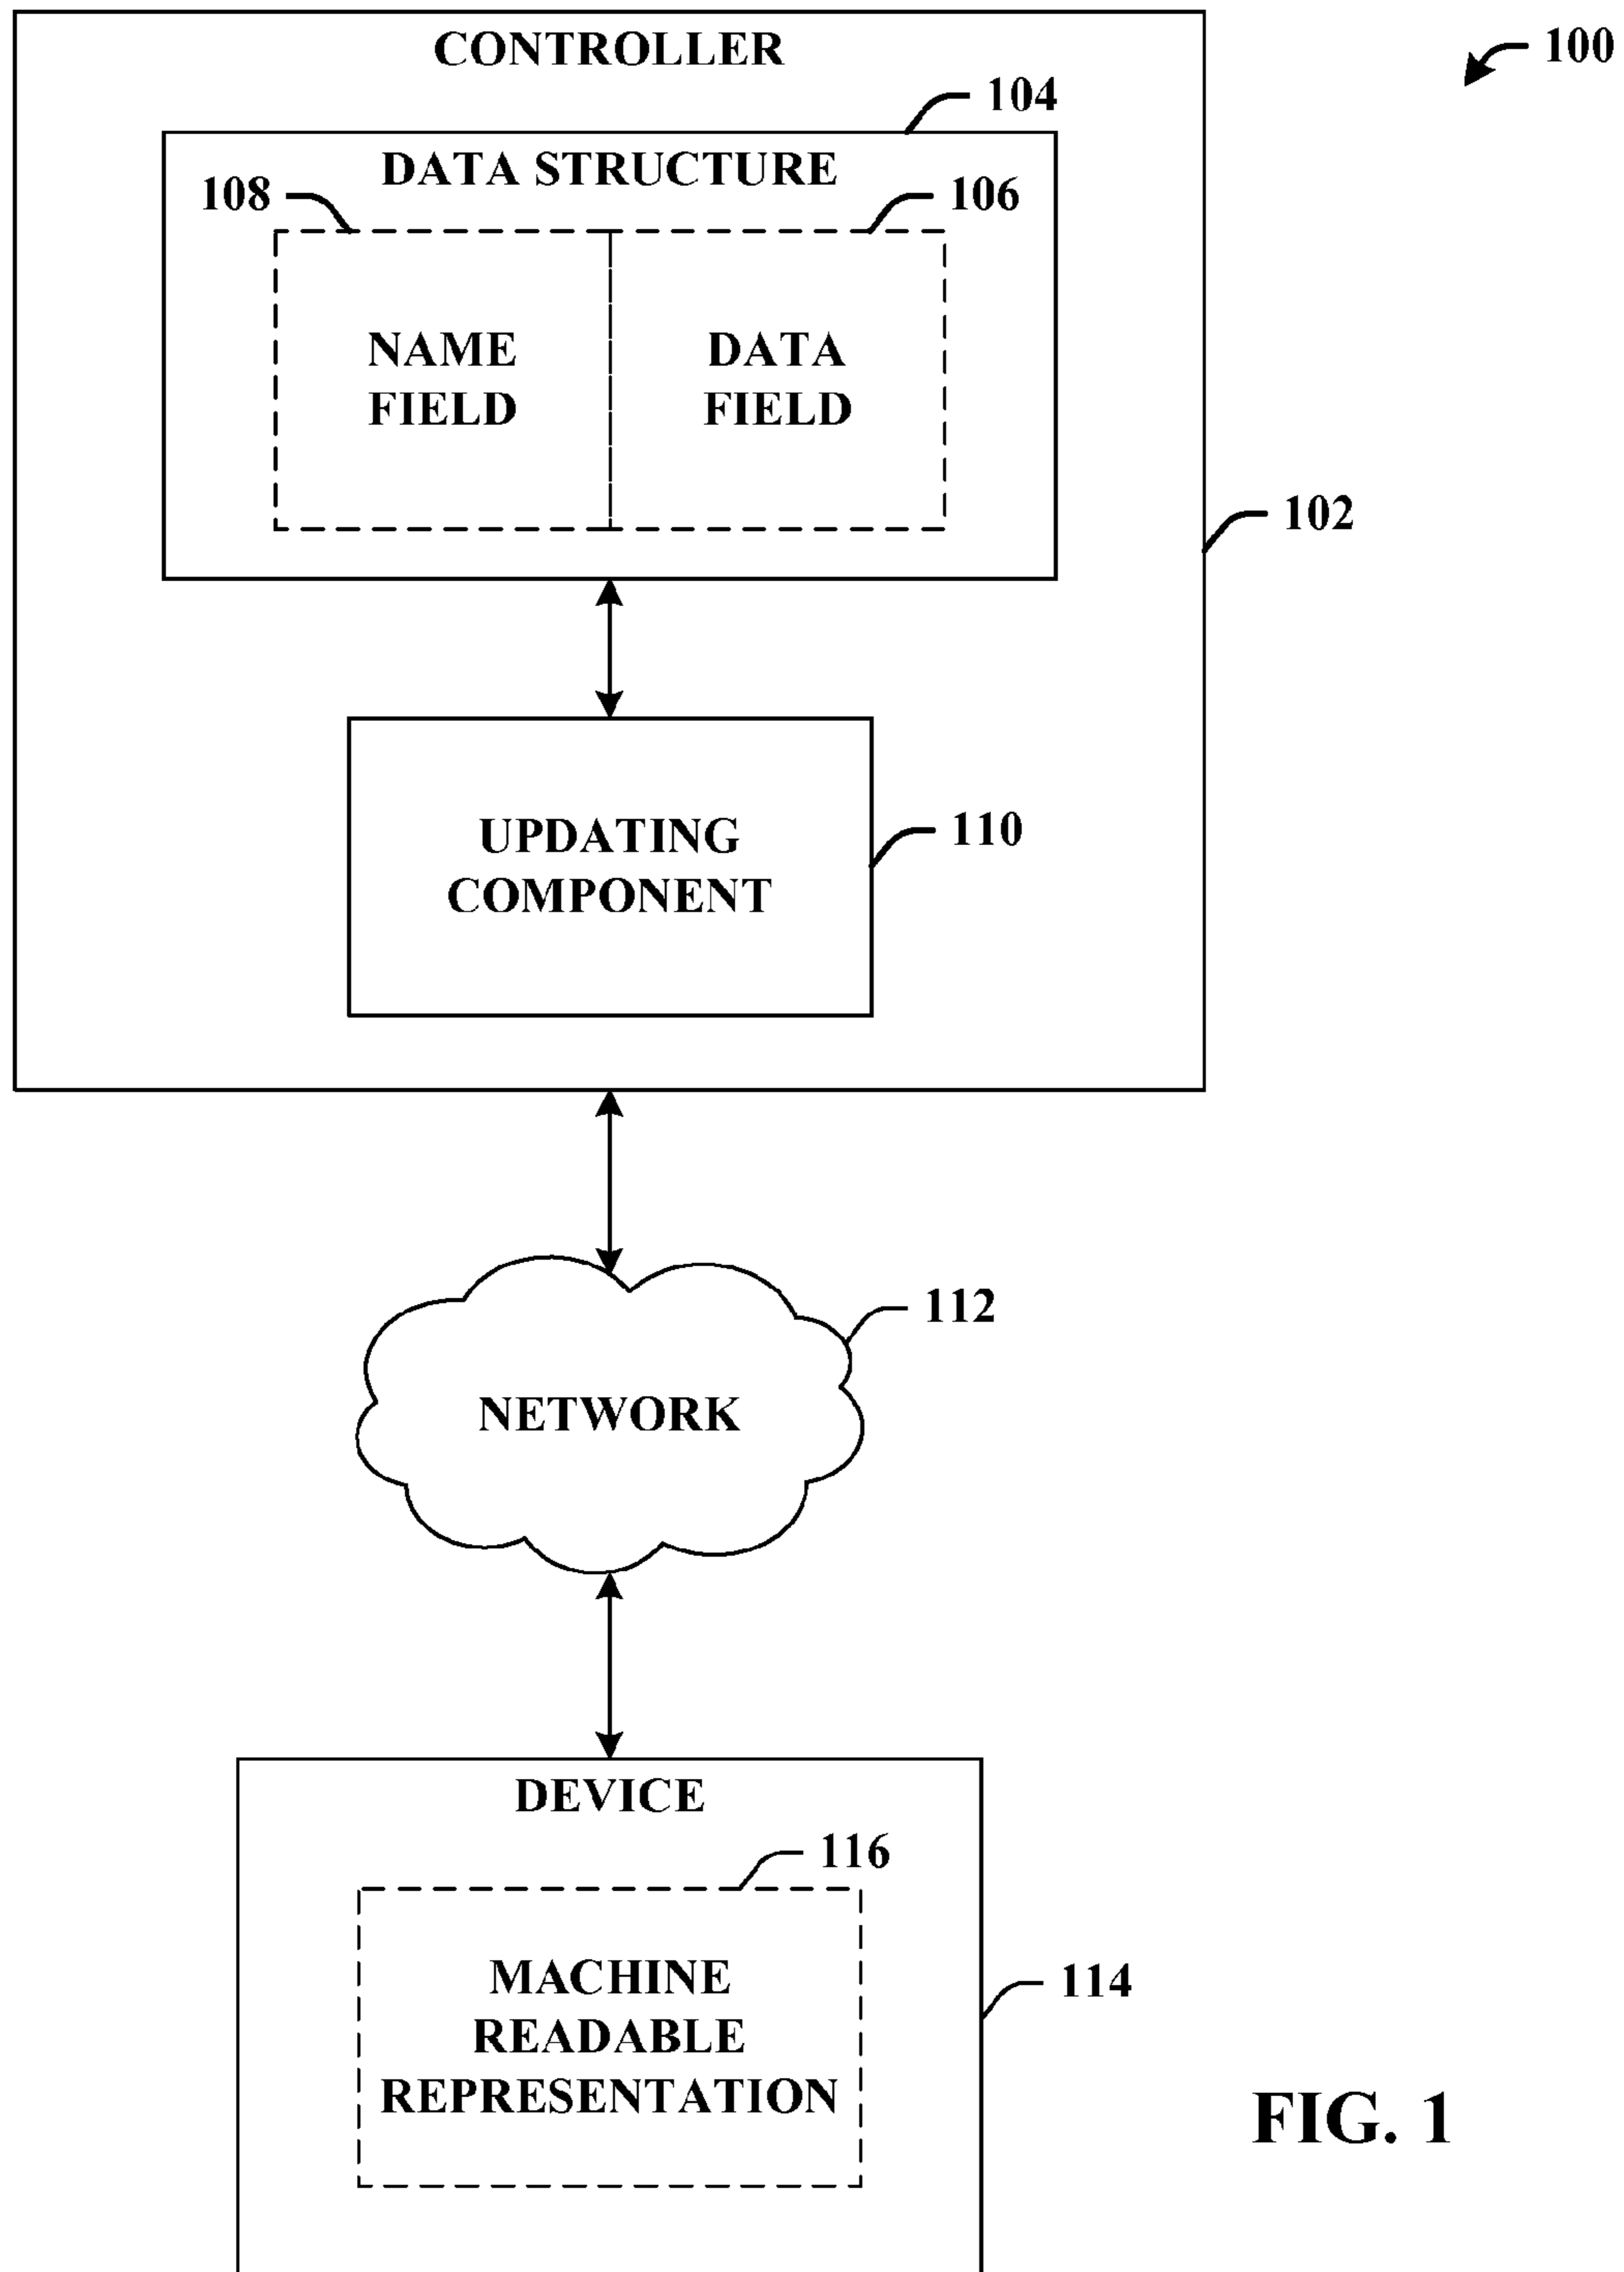 CONTROLLER
100
104
DATA STRUCTURE
108
106
NAME
FIELD
DATA
FIELD
102
UPDATING
COMPONENT
110
112
NETWORK
DEVICE
116
MACHINE
READABLE
REPRESENTATION
114
FIG. 1